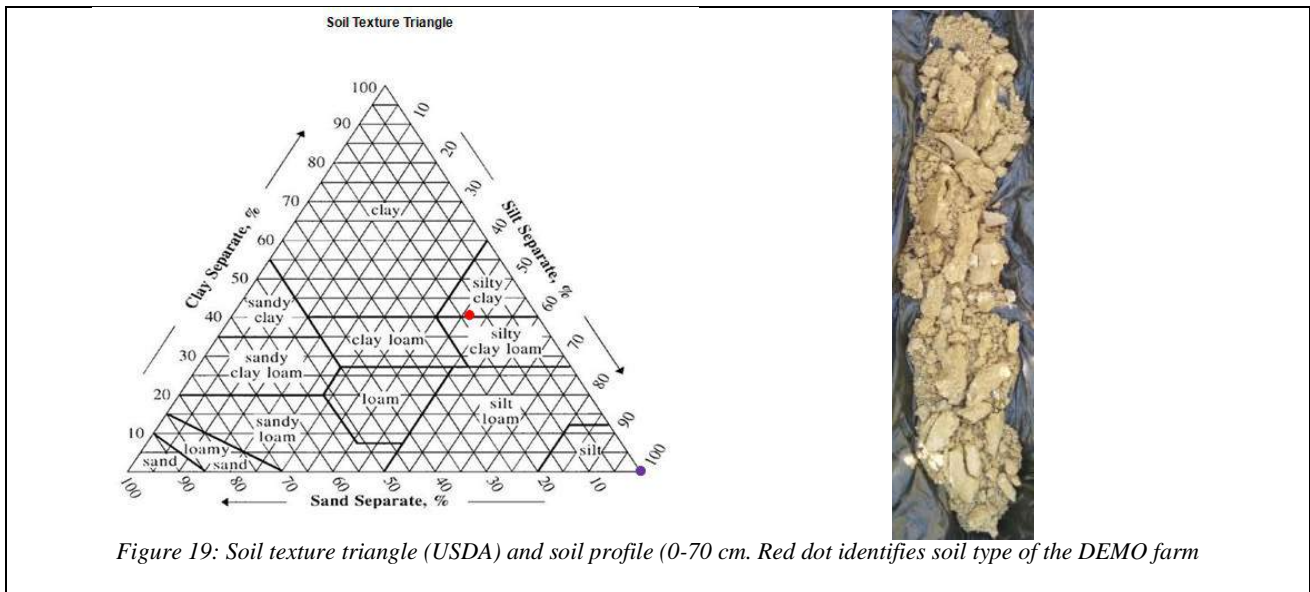 Soil Texture Triangle
100
90
80
70
60
50
40
30
20
10
Clay Separate, %
10
20
30
40
50
60
70
80
90
100
Silt Separate, %
100
90
80
70
60
50
40
30
20
10
Sand Separate, %
clay
silty
clay
sandy
clay
clay loam
silty
clay loam
sandy
clay loam
loam
silt
loam
sandy
loam
silt
loamy
sand
sand
Figure 19: Soil texture triangle (USDA) and soil profile (0-70 cm. Red dot identifies soil type of the DEMO farm